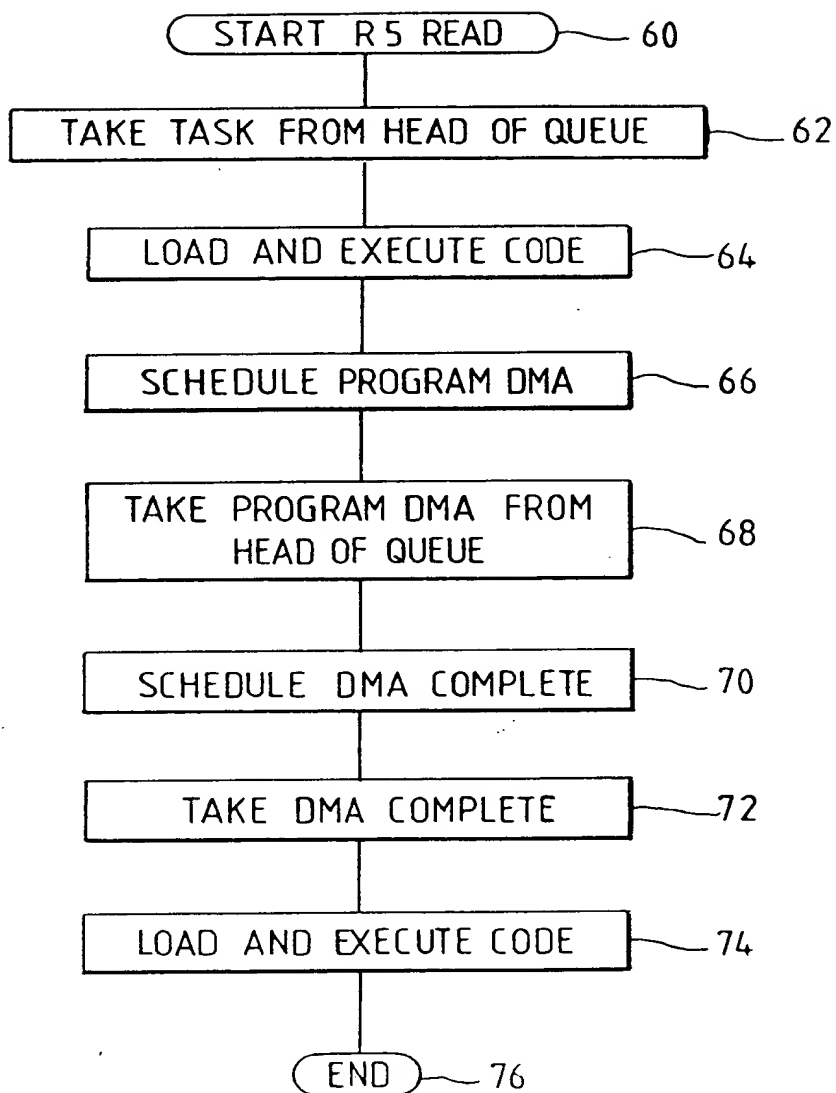 START R5 READ 60
TAKE TASK FROM HEAD OF QUEUE 62
LOAD AND EXECUTE CODE 64
SCHEDULE PROGRAM DMA 66
TAKE PROGRAM DMA FROM
HEAD OF QUEUE 68
SCHEDULE DMA COMPLETE 70
TAKE DMA COMPLETE 72
LOAD AND EXECUTE CODE 74
END 76